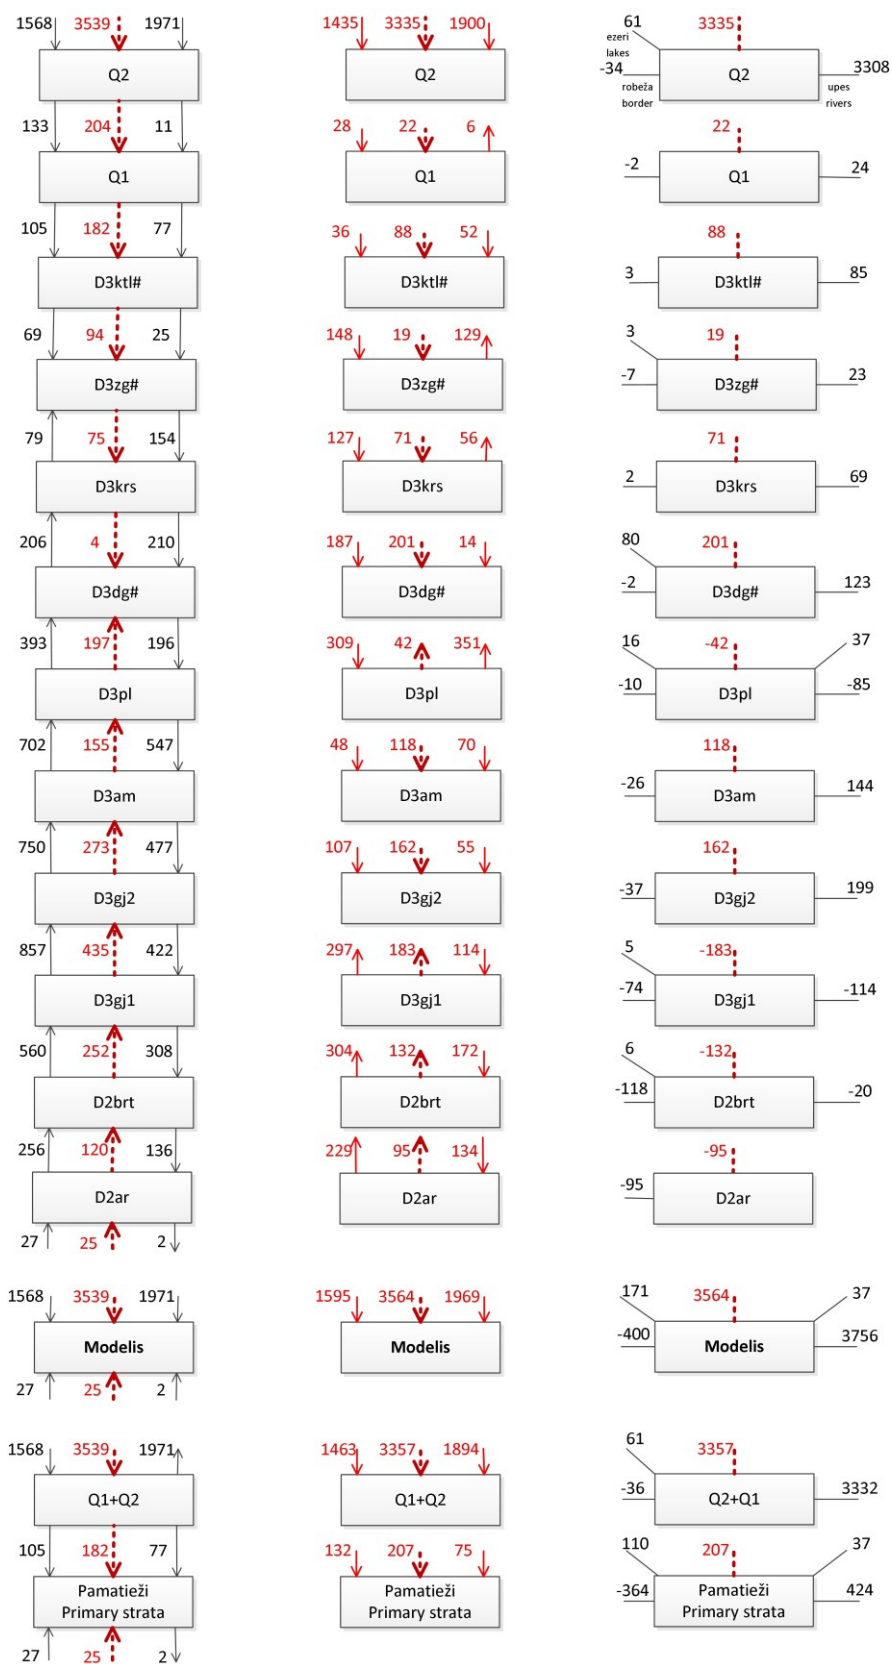 1568 3539 1971 1435 3335 1900 61 3335
ezeri
lakes
Q2 Q2 -34 Q2 3308
robeža upes
border rivers
133 204 11 28 22 6 22
Q1 Q1 -2 Q1 24
105 182 77 36 88 52 88
D3ktl# D3ktl# 3 D3ktl# 85
69 94 25 148 19 129 3 19
D3zg# D3zg# -7 D3zg# 23
79 75 154 127 71 56 71
D3krs D3krs 2 D3krs 69
206 4 210 187 201 14 80 201
D3dg# D3dg# -2 D3dg# 123
393 197 196 309 42 351 16 -42 37
D3pl D3pl -10 D3pl -85
702 155 547 48 118 70 118
D3am D3am -26 D3am 144
750 273 477 107 162 55 162
D3gj2 D3gj2 -37 D3gj2 199
857 435 422 297 183 114 5 -183
D3gj1 D3gj1 -74 D3gj1 -114
560 252 308 304 132 172 6 -132
D2brt D2brt -118 D2brt -20
256 120 136 229 95 134 -95
D2ar D2ar -95 D2ar
27 25 2
1568 3539 1971 1595 3564 1969 171 3564 37
Modelis Modelis -400 Modelis 3756
27 25 2
1568 3539 1971 1463 3357 1894 61 3357
Q1+Q2 Q1+Q2 -36 Q2+Q1 3332
105 182 77 132 207 75 110 207 37
Pamatieži Pamatieži -364 Pamatieži 424
Primary strata Primary strata Primary strata
27 25 2